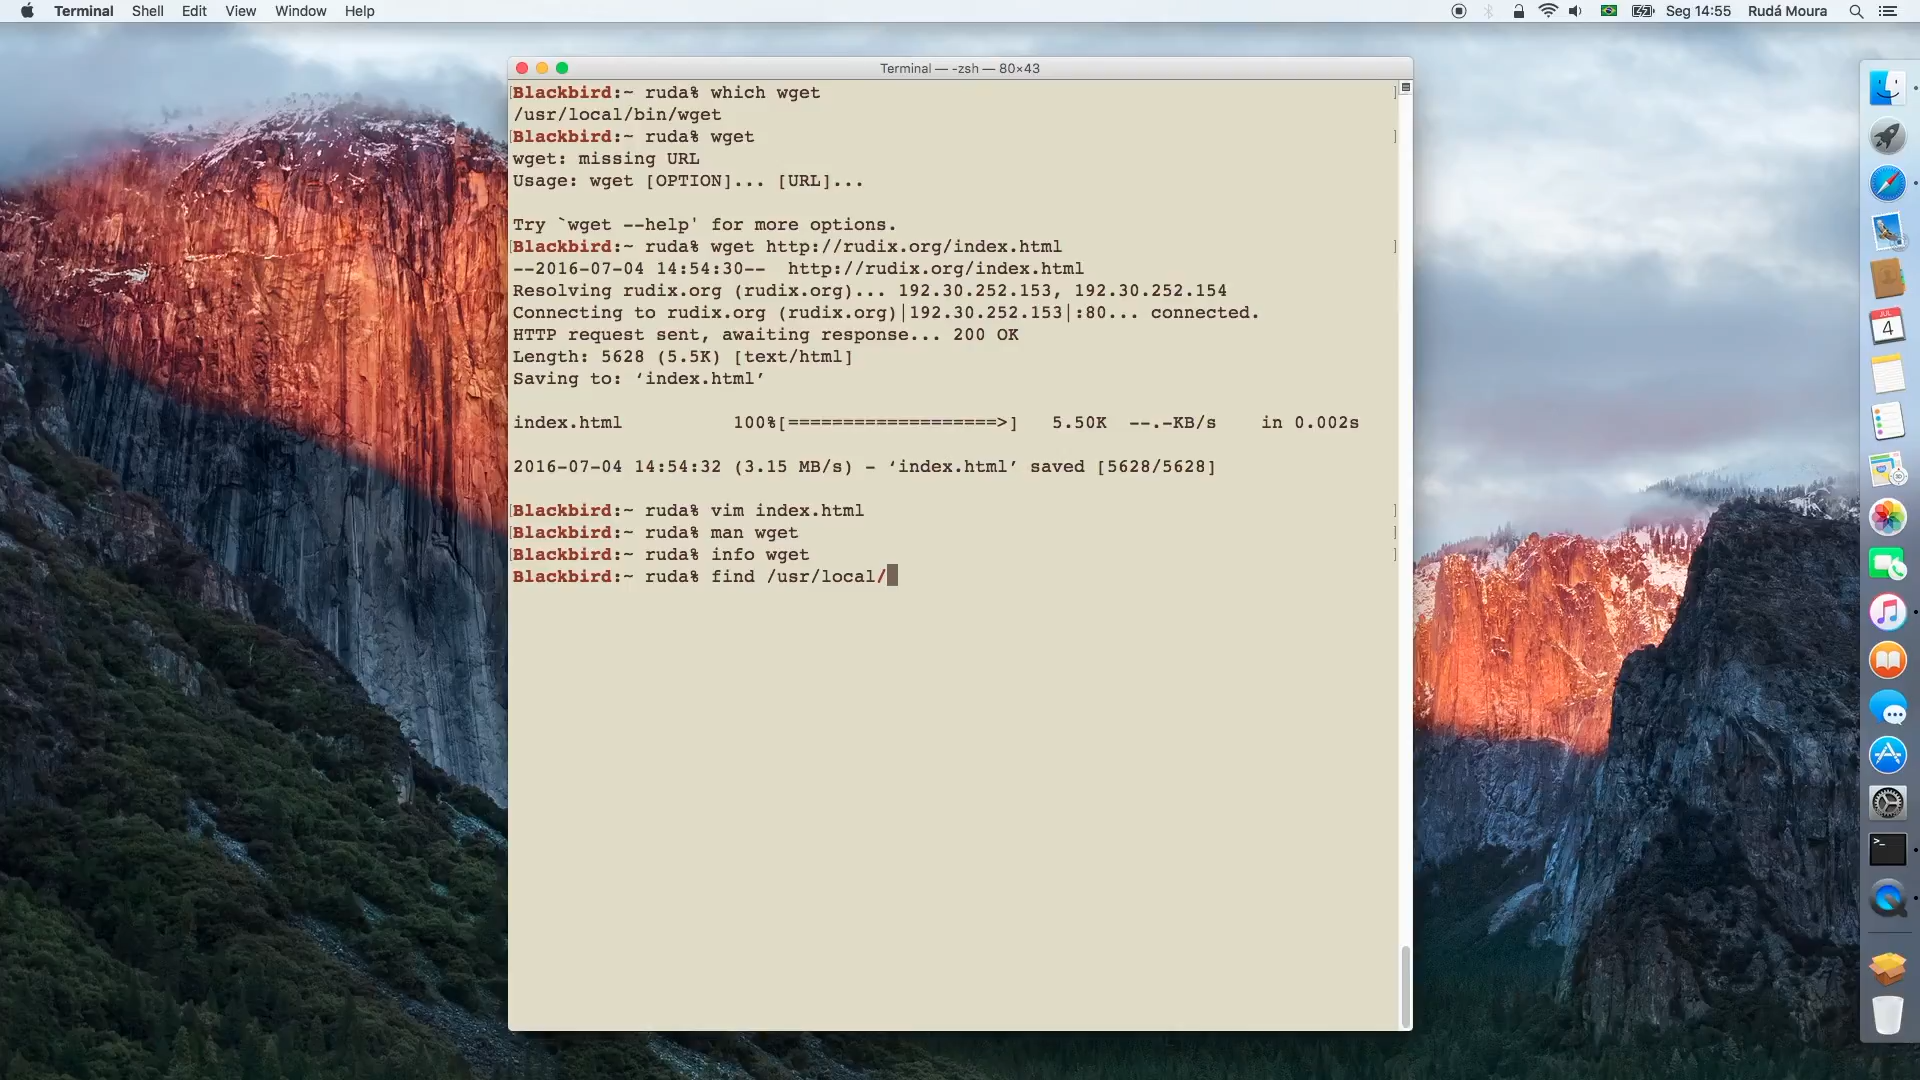 Terminal Shell Edit View Window Help
Seg 14:55 Rudá Moura
Terminal — -zsh — 80×43
Blackbird:~ ruda% which wget
/usr/local/bin/wget
Blackbird:~ ruda% wget
wget: missing URL
Usage: wget [OPTION]... [URL]...
Try `wget --help' for more options.
Blackbird:~ ruda% wget http://rudix.org/index.html
--2016-07-04 14:54:30--  http://rudix.org/index.html
Resolving rudix.org (rudix.org)... 192.30.252.153, 192.30.252.154
Connecting to rudix.org (rudix.org)|192.30.252.153|:80... connected.
HTTP request sent, awaiting response... 200 OK
Length: 5628 (5.5K) [text/html]
Saving to: ‘index.html’
index.html          100%[===================>]   5.50K  --.-KB/s    in 0.002s
2016-07-04 14:54:32 (3.15 MB/s) - ‘index.html’ saved [5628/5628]
Blackbird:~ ruda% vim index.html
Blackbird:~ ruda% man wget
Blackbird:~ ruda% info wget
Blackbird:~ ruda% find /usr/local/
JUL
4